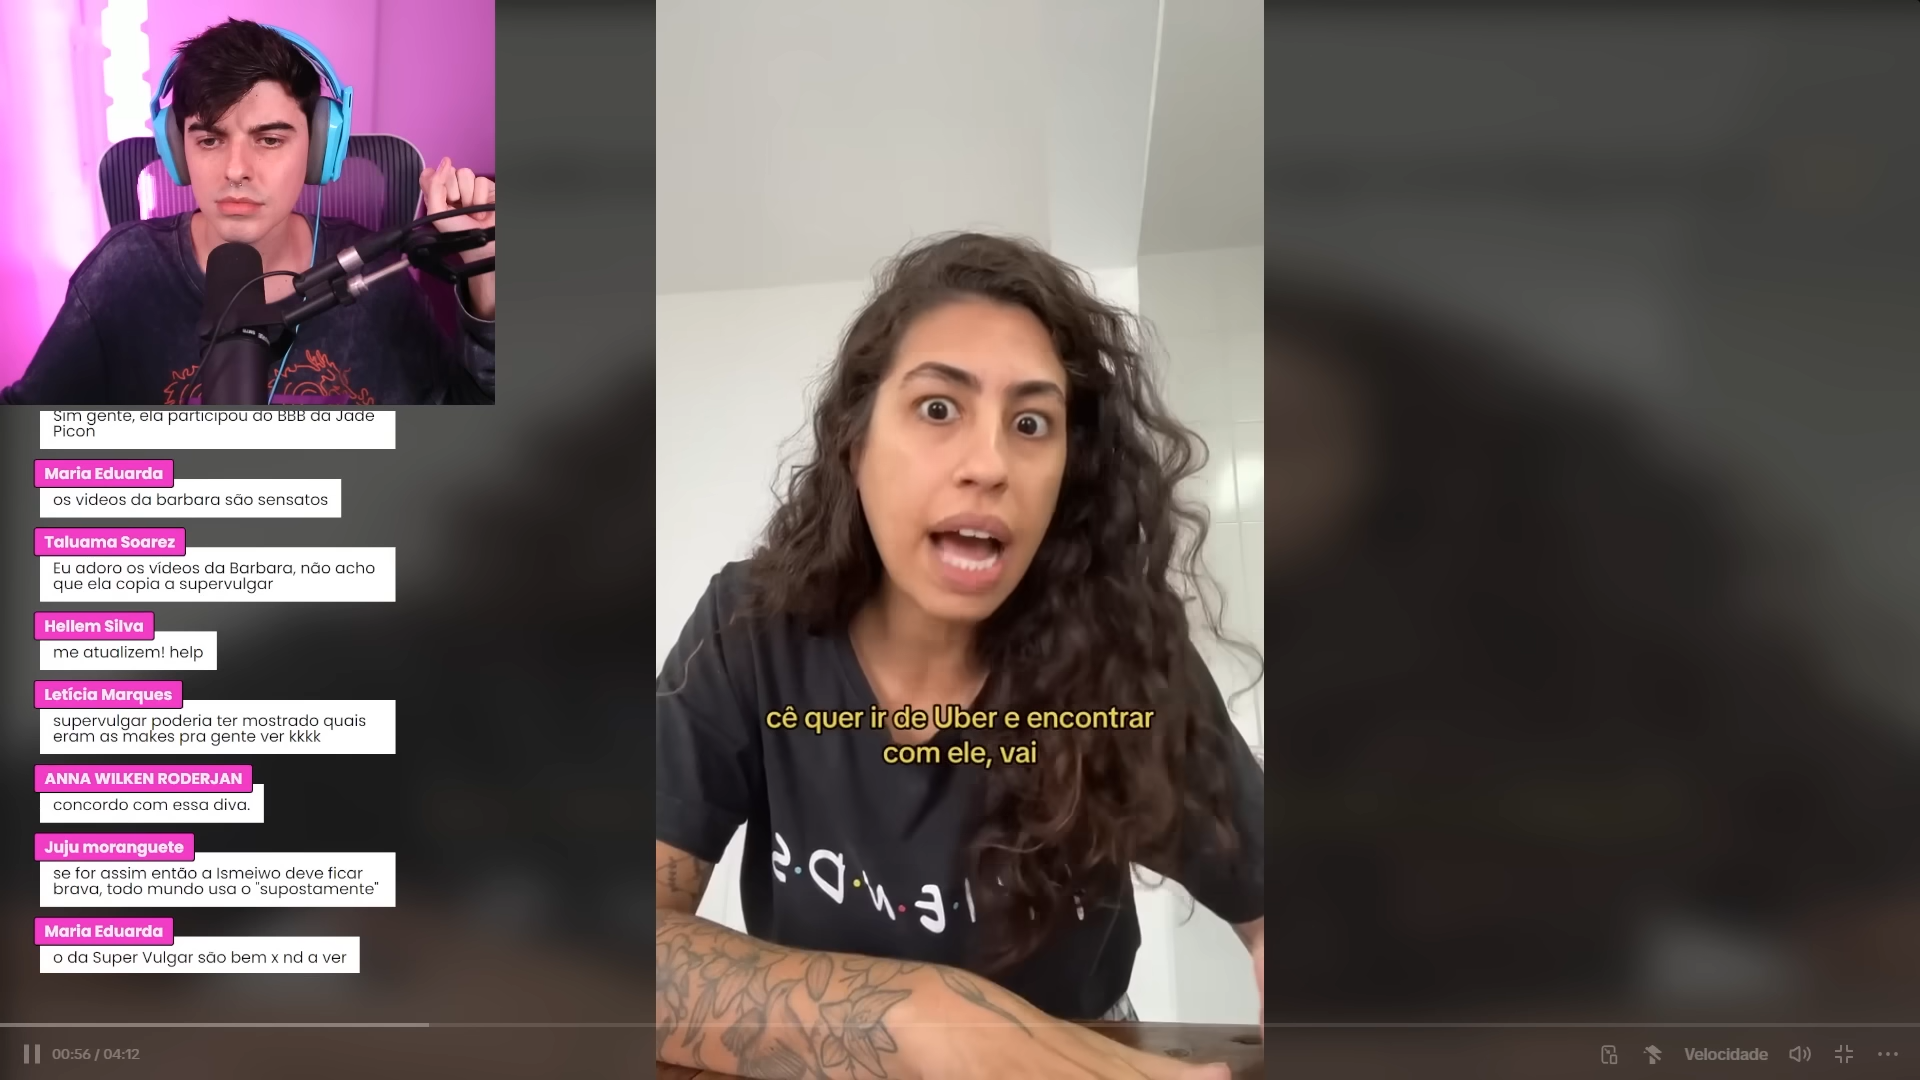 Sim gente, ela participou do BBB da Jade
Picon
Maria Eduarda
os videos da barbara são sensatos
Taluama Soarez
Eu adoro os vídeos da Barbara, não acho
que ela copia a supervulgar
Hellem Silva
me atualizem! help
Letícia Marques
supervulgar poderia ter mostrado quais
eram as makes pra gente ver kkkk
ANNA WILKEN RODERJAN
concordo com essa diva.
Juju moranguete
se for assim então a Ismeiwo deve ficar
brava, todo mundo usa o "supostamente"
Maria Eduarda
o da Super Vulgar são bem x nd a ver
cê quer ir de Uber e encontrar
com ele, vai
00:56 / 04:12
Velocidade